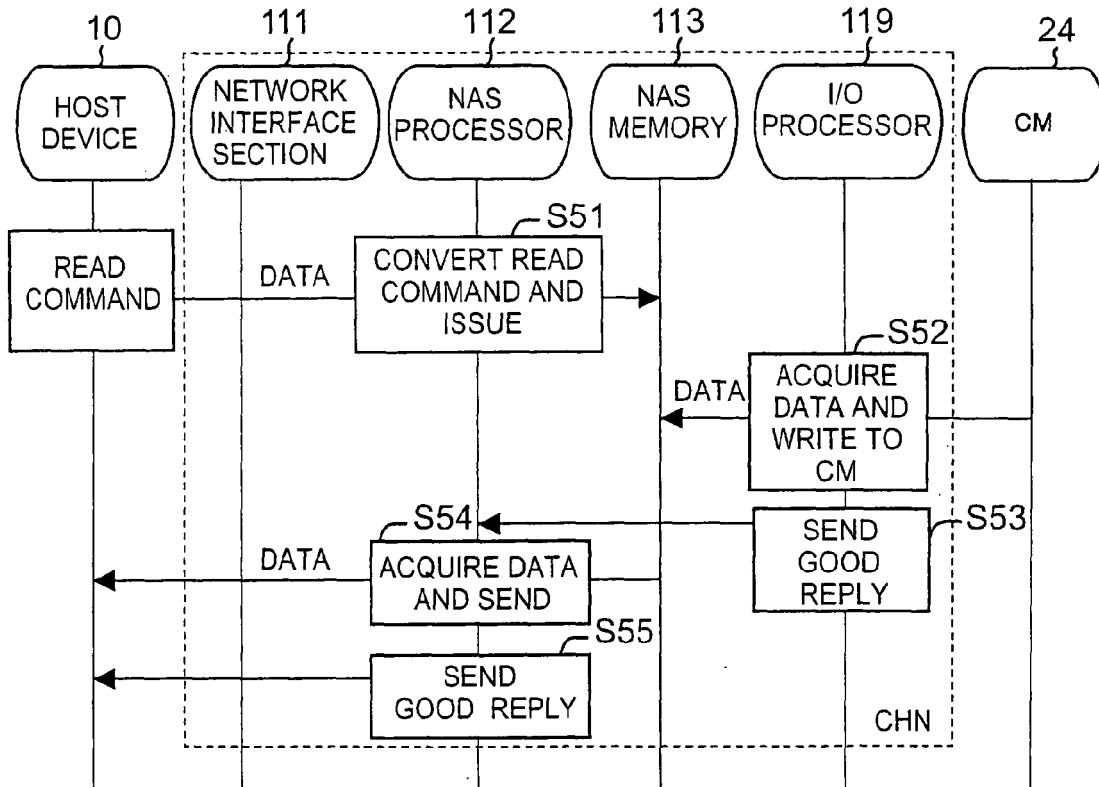 10
111
112
113
119
24
HOST
DEVICE
NETWORK
INTERFACE
SECTION
NAS
PROCESSOR
NAS
MEMORY
I/O
PROCESSOR
CM
READ
COMMAND
DATA
S51
CONVERT READ
COMMAND AND
ISSUE
S52
DATA
ACQUIRE
DATA AND
WRITE TO
CM
S53
SEND
GOOD
REPLY
S54
DATA
ACQUIRE DATA
AND SEND
S55
SEND
GOOD REPLY
CHN